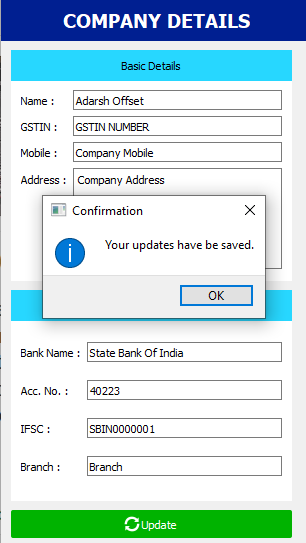 COMPANY DETAILS
Basic Details
Name : Adarsh Offset
GSTIN : GSTIN NUMBER
Mobile : Company Mobile
Address : Company Address
Confirmation
Your updates have be saved.
OK
Bank Name : State Bank Of India
Acc. No. : 40223
IFSC : SBIN0000001
Branch : Branch
Update